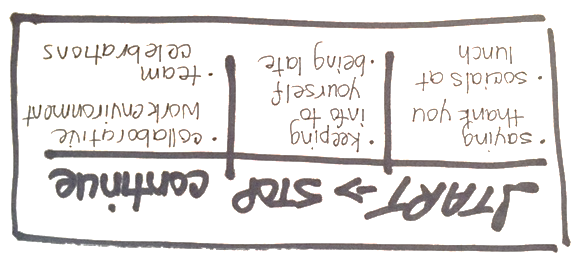 START → STOP continue
• saying
thank you
• socials at
lunch
• keeping
info to
yourself
• being late
• collaborative
work environment
• team
celebrations